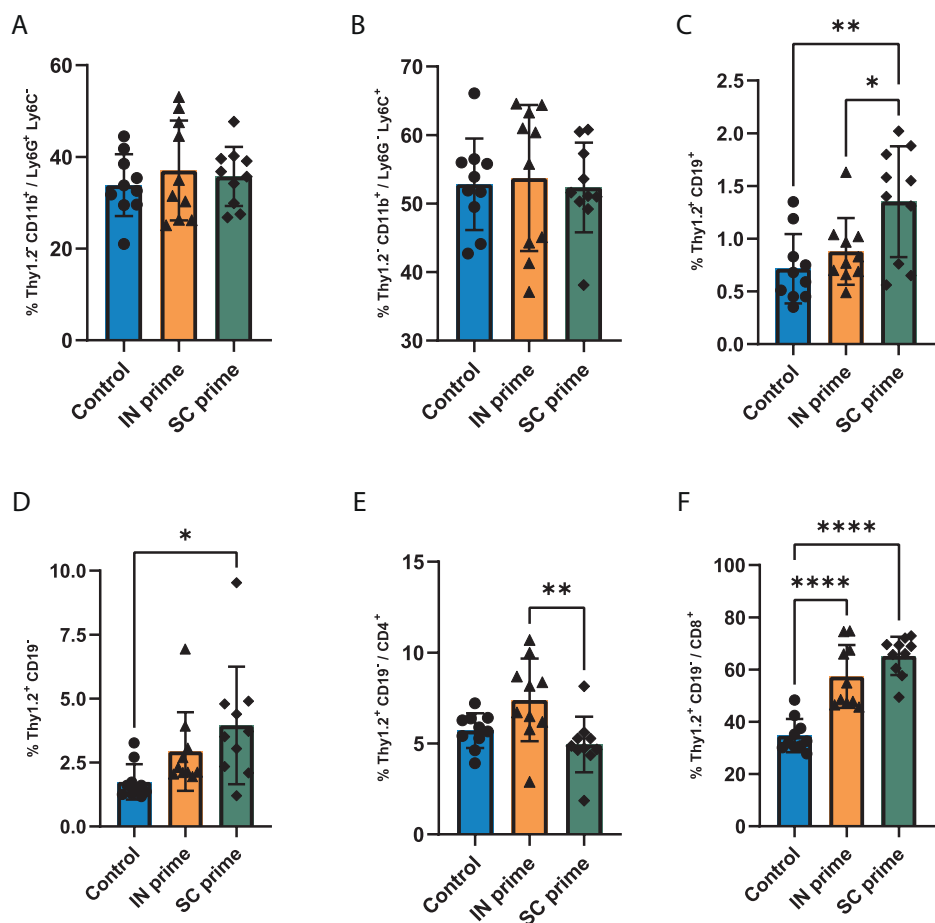 A
% Thy1.2⁻ CD11b⁺ / Ly6G⁺ Ly6C⁻
60
40
20
0
Control
IN prime
SC prime
B
% Thy1.2⁻ CD11b⁺ / Ly6G⁻ Ly6C⁺
70
60
50
40
30
Control
IN prime
SC prime
C
**
*
% Thy1.2⁺ CD19⁺
2.5
2.0
1.5
1.0
0.5
0.0
Control
IN prime
SC prime
D
*
% Thy1.2⁺ CD19⁻
10.0
7.5
5.0
2.5
0.0
Control
IN prime
SC prime
E
**
% Thy1.2⁺ CD19⁻ / CD4⁺
15
10
5
0
Control
IN prime
SC prime
F
****
****
% Thy1.2⁺ CD19⁻ / CD8⁺
100
80
60
40
20
0
Control
IN prime
SC prime